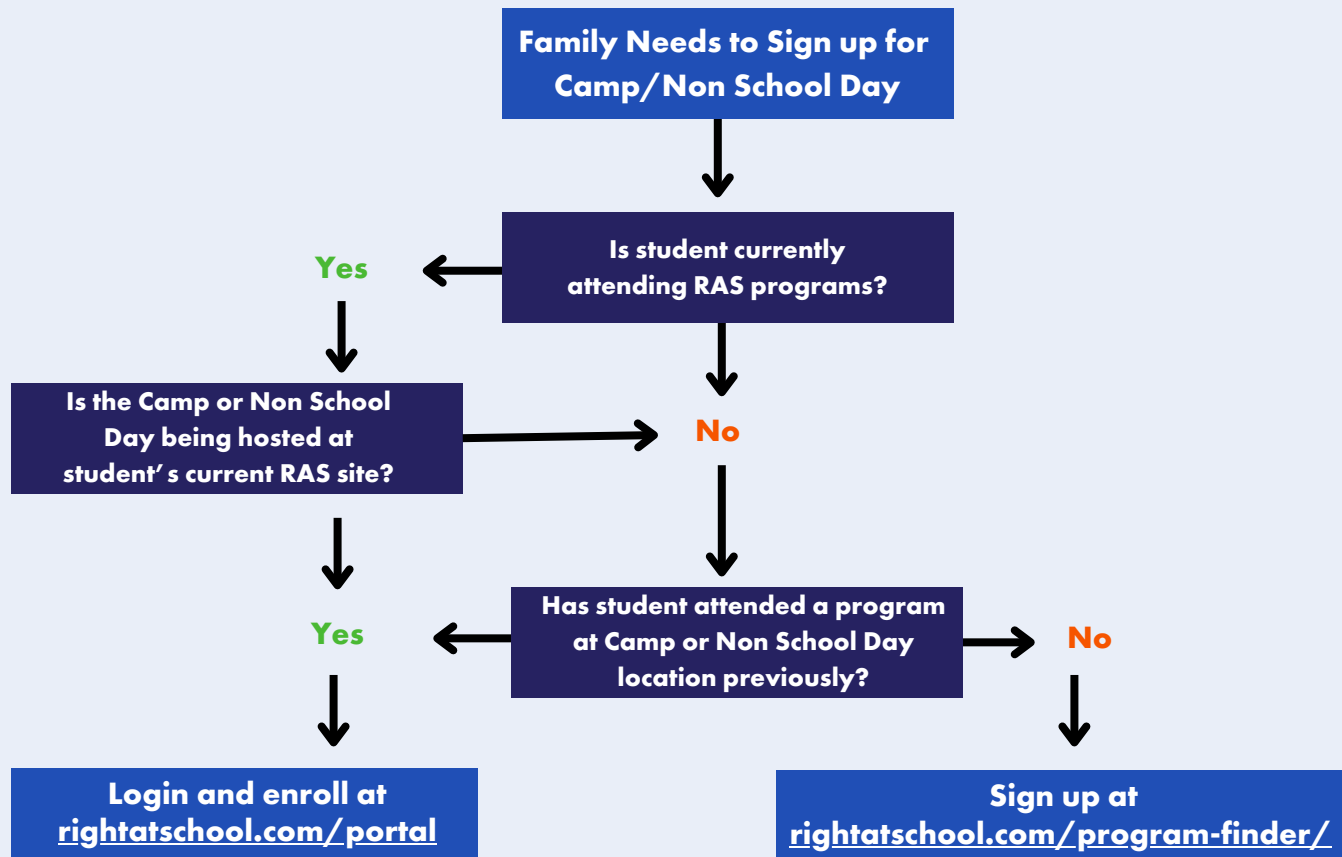 Family Needs to Sign up for
Camp/Non School Day
Is student currently
attending RAS programs?
Yes
Is the Camp or Non School
Day being hosted at
student's current RAS site?
No
Has student attended a program
at Camp or Non School Day
location previously?
Yes
No
Login and enroll at
rightatschool.com/portal
Sign up at
rightatschool.com/program-finder/